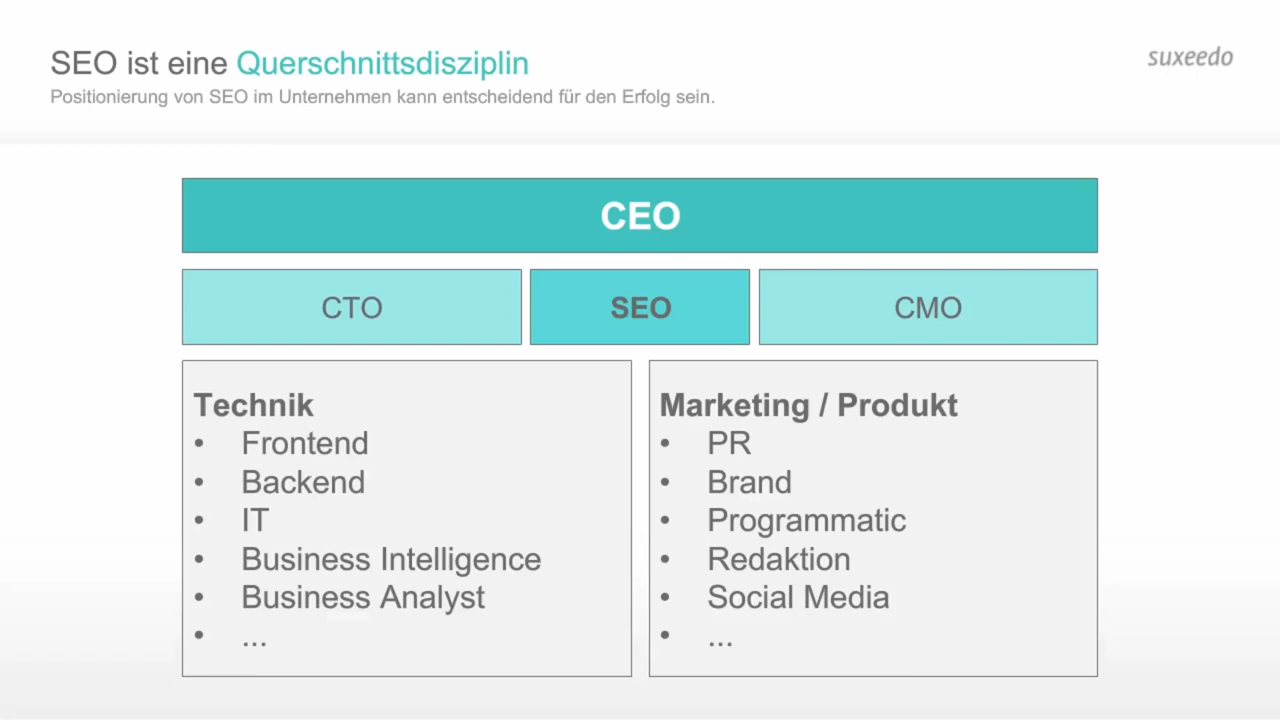 SEO ist eine Querschnittsdisziplin
suxeedo
Positionierung von SEO im Unternehmen kann entscheidend für den Erfolg sein.
CEO
CTO
SEO
CMO
Technik
• Frontend
• Backend
• IT
• Business Intelligence
• Business Analyst
• ...
Marketing / Produkt
• PR
• Brand
• Programmatic
• Redaktion
• Social Media
• ...